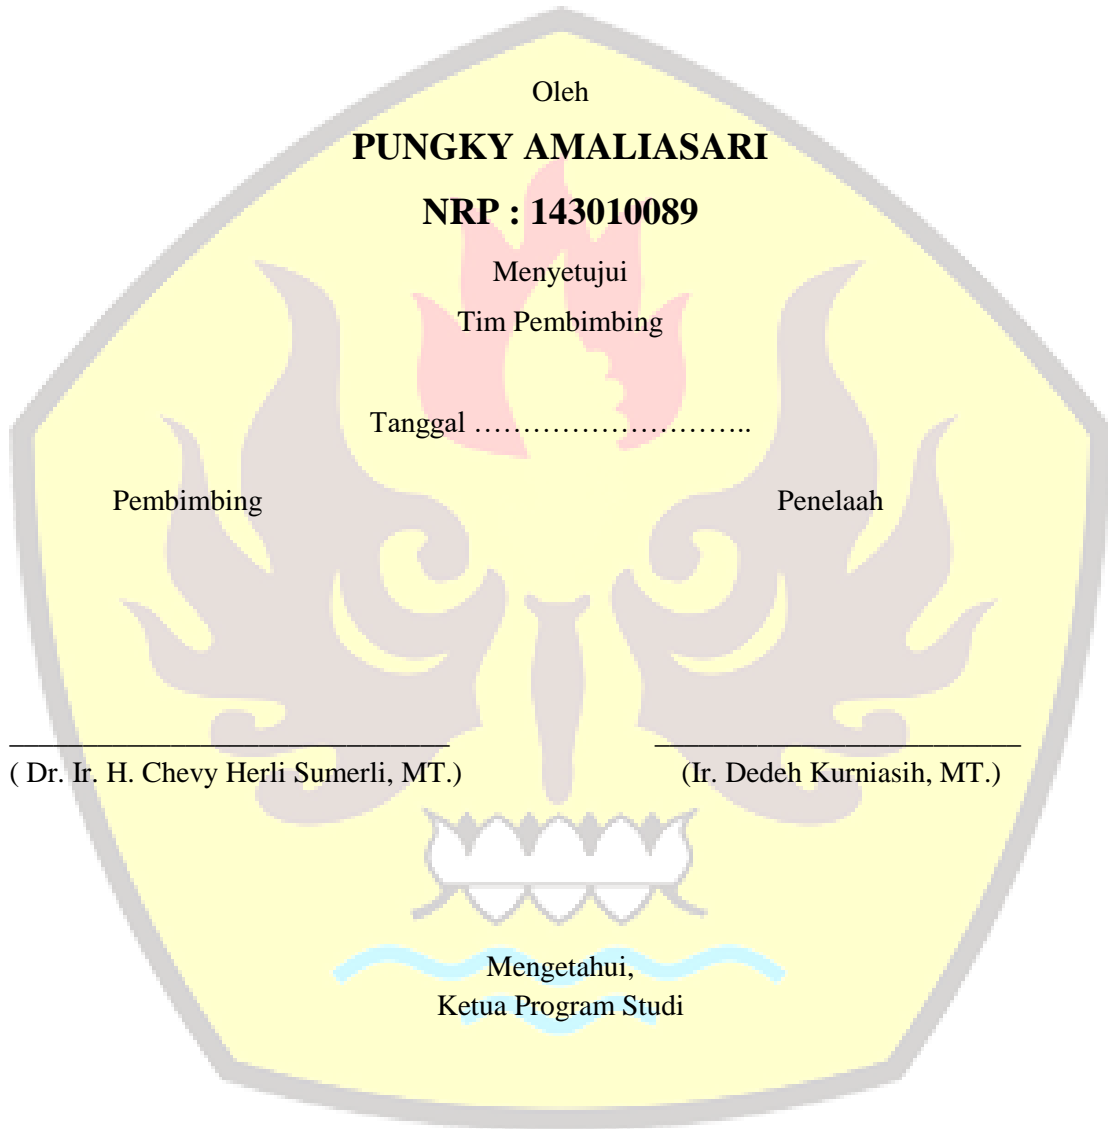 Oleh
PUNGKY AMALIASARI
NRP : 143010089
Menyetujui
Tim Pembimbing
Tanggal ………………………..
Pembimbing Penelaah
( Dr. Ir. H. Chevy Herli Sumerli, MT.) (Ir. Dedeh Kurniasih, MT.)
Mengetahui,
Ketua Program Studi